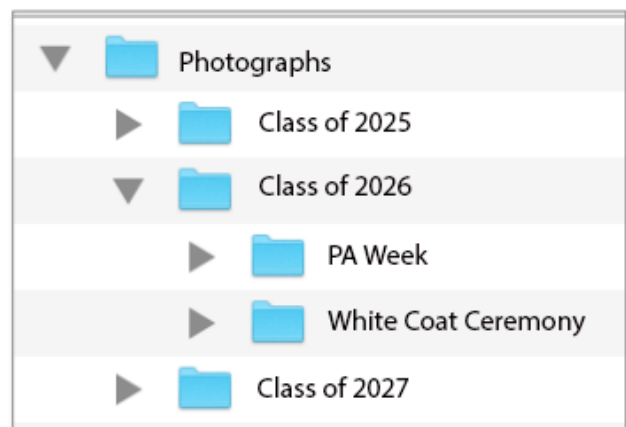 Photographs
Class of 2025
Class of 2026
PA Week
White Coat Ceremony
Class of 2027